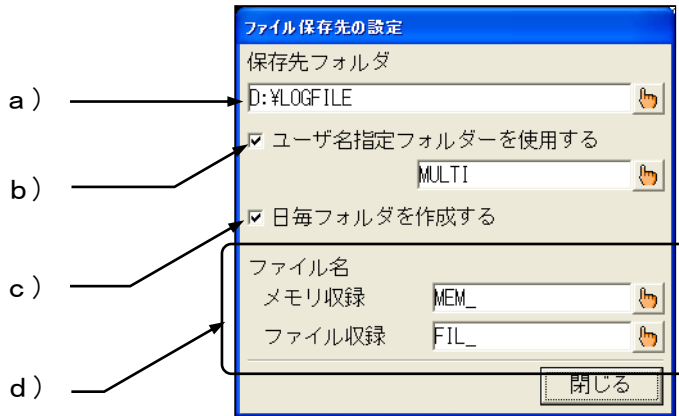 ファイル保存先の設定
保存先フォルダ
a）
D:¥LOGFILE
ユーザ名指定フォルダーを使用する
b）
MULTI
日毎フォルダを作成する
ファイル名
c）
メモリ収録 MEM_
ファイル収録 FIL_
d）
閉じる